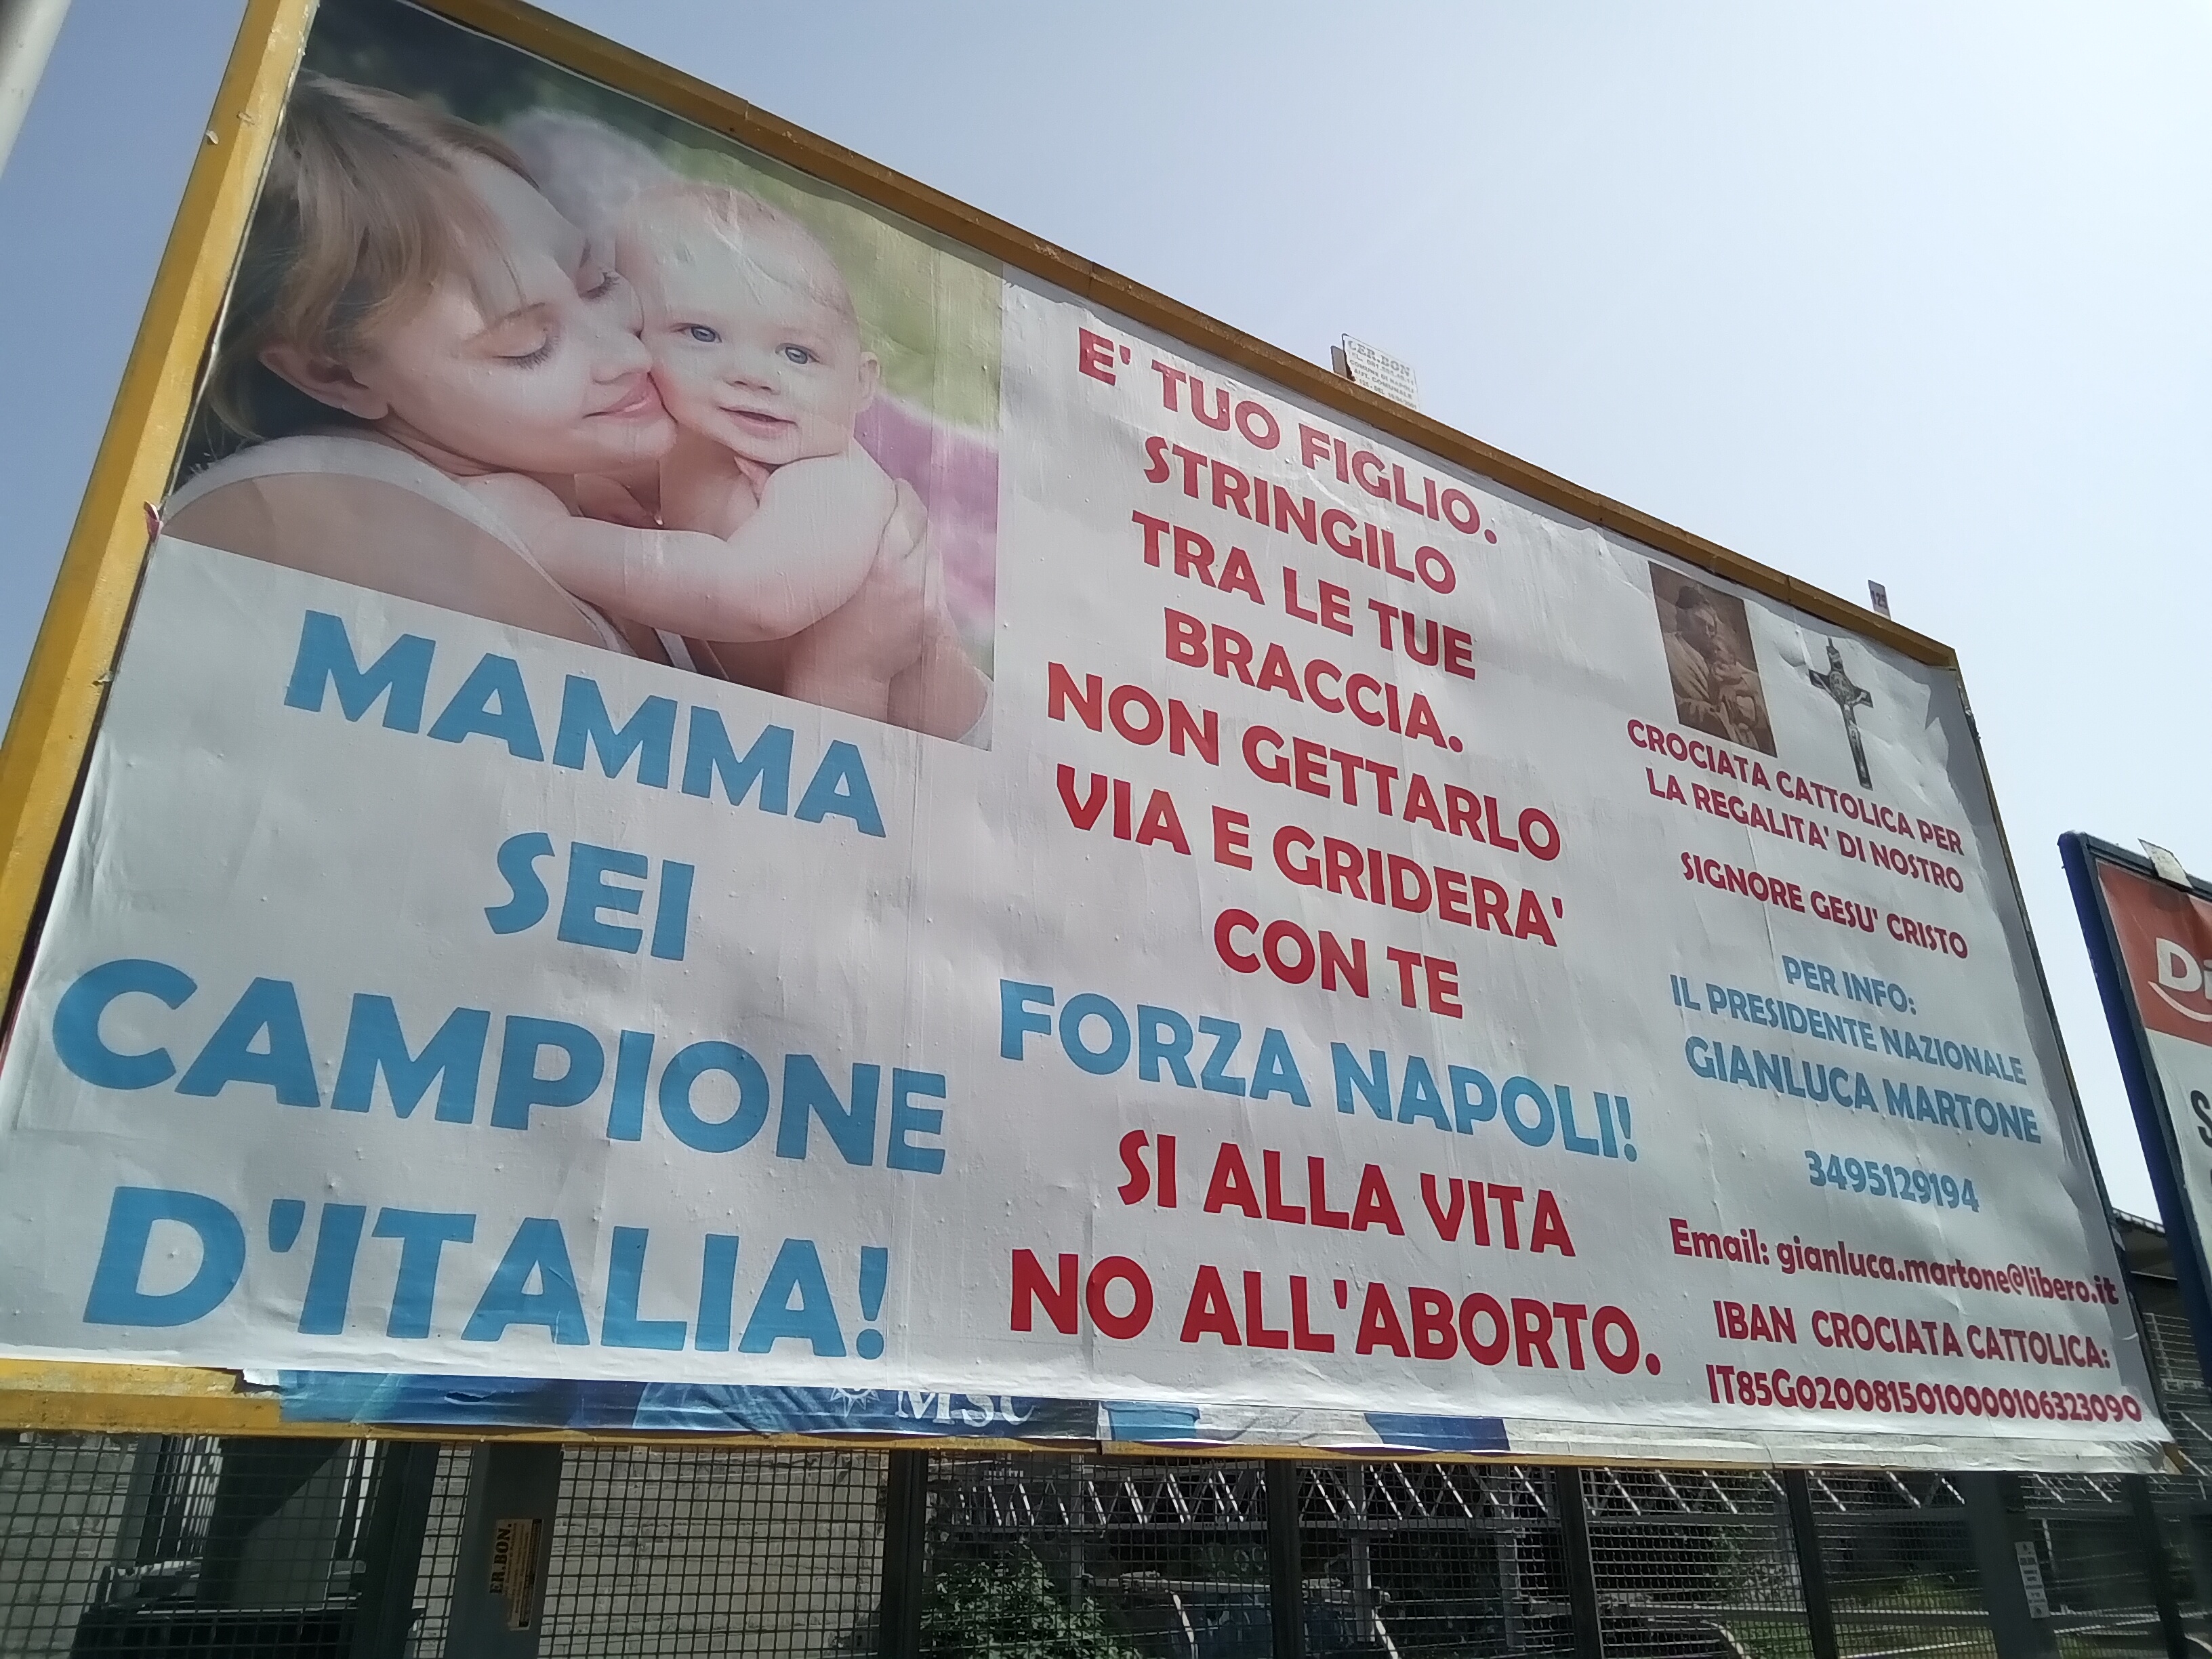 MAMMA
SEI
CAMPIONE
D'ITALIA!
E' TUO FIGLIO.
STRINGILO
TRA LE TUE
BRACCIA.
NON GETTARLO
VIA E GRIDERA'
CON TE
FORZA NAPOLI!
SI ALLA VITA
NO ALL'ABORTO.
CROCIATA CATTOLICA PER
LA REGALITA' DI NOSTRO
SIGNORE GESU' CRISTO
PER INFO:
IL PRESIDENTE NAZIONALE
GIANLUCA MARTONE
3495129194
Email: gianluca.martone@libero.it
IBAN CROCIATA CATTOLICA:
IT85G0200815010000106323090
MSC
125